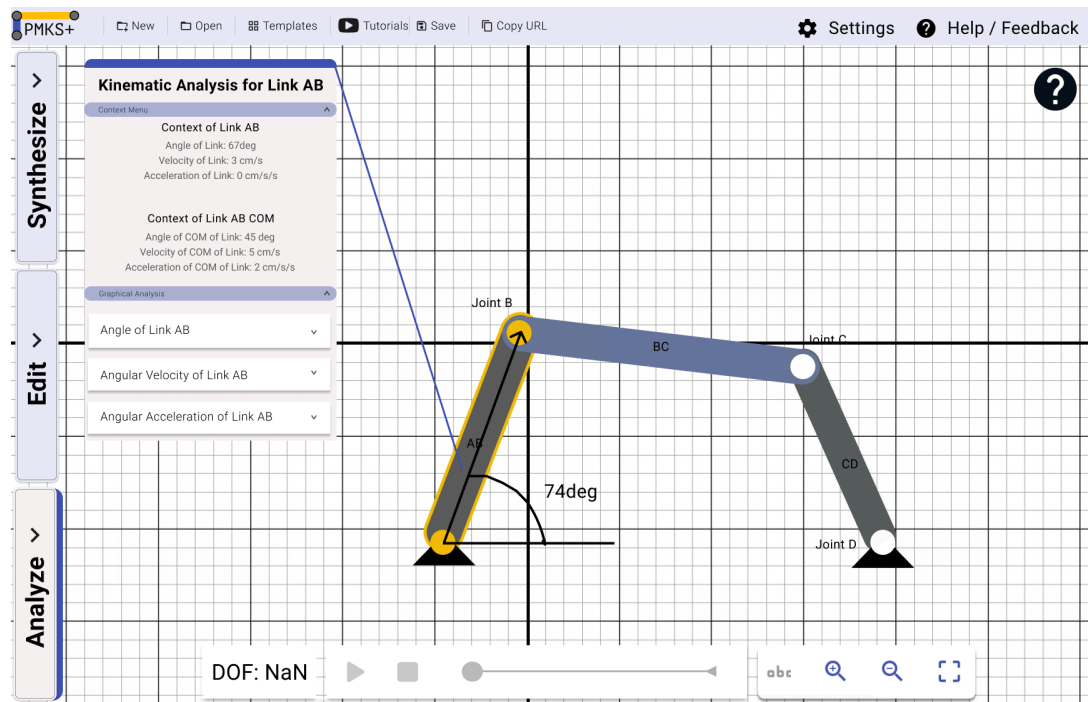 PMKS+ New Open Templates Tutorials Save Copy URL Settings Help / Feedback
Synthesize
Edit
Analyze
Kinematic Analysis for Link AB
Context Menu
Context of Link AB
Angle of Link: 67deg
Velocity of Link: 3 cm/s
Acceleration of Link: 0 cm/s/s
Context of Link AB COM
Angle of COM of Link: 45 deg
Velocity of COM of Link: 5 cm/s
Acceleration of COM of Link: 2 cm/s/s
Graphical Analysis
Angle of Link AB
Angular Velocity of Link AB
Angular Acceleration of Link AB
?
Joint B
BC
Joint C
AB
CD
74deg
Joint D
DOF: NaN
abc